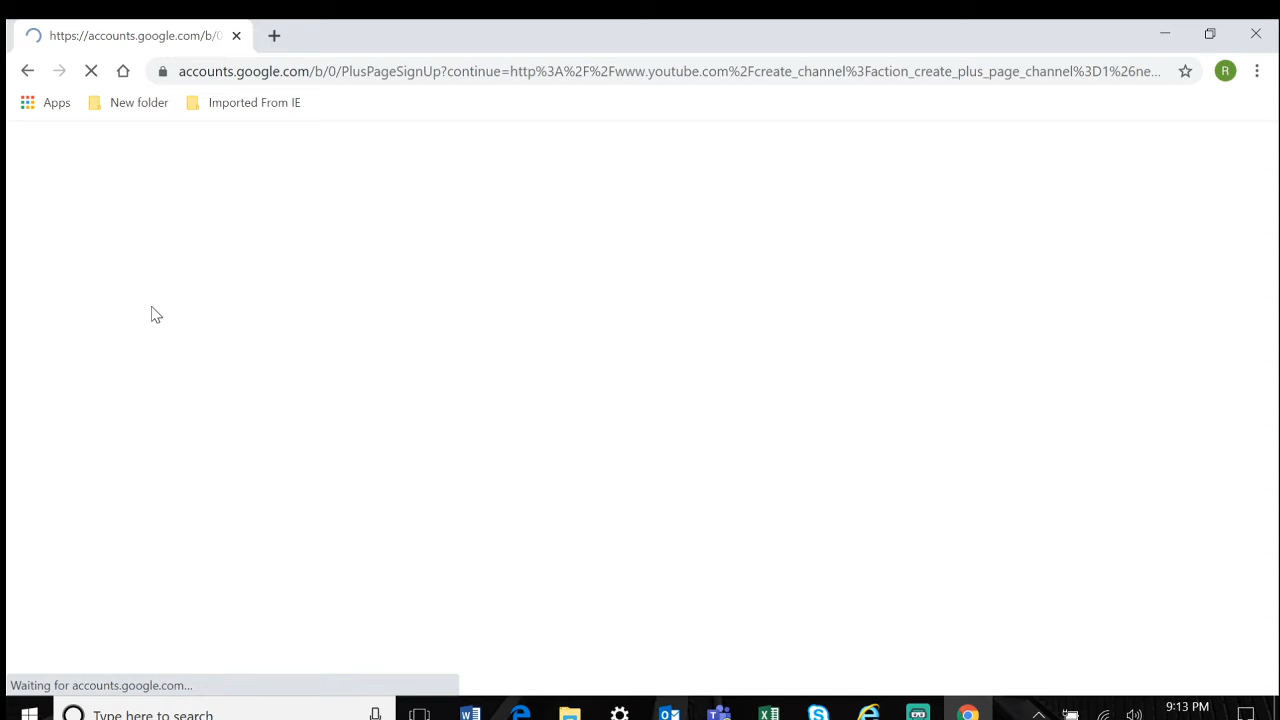 https://accounts.google.com/b/0
accounts.google.com/b/0/PlusPageSignUp?continue=http%3A%2F%2Fwww.youtube.com%2Fcreate_channel%3Faction_create_plus_page_channel%3D1%26ne...
R
Apps New folder Imported From IE
Waiting for accounts.google.com...
Type here to search
9:13 PM